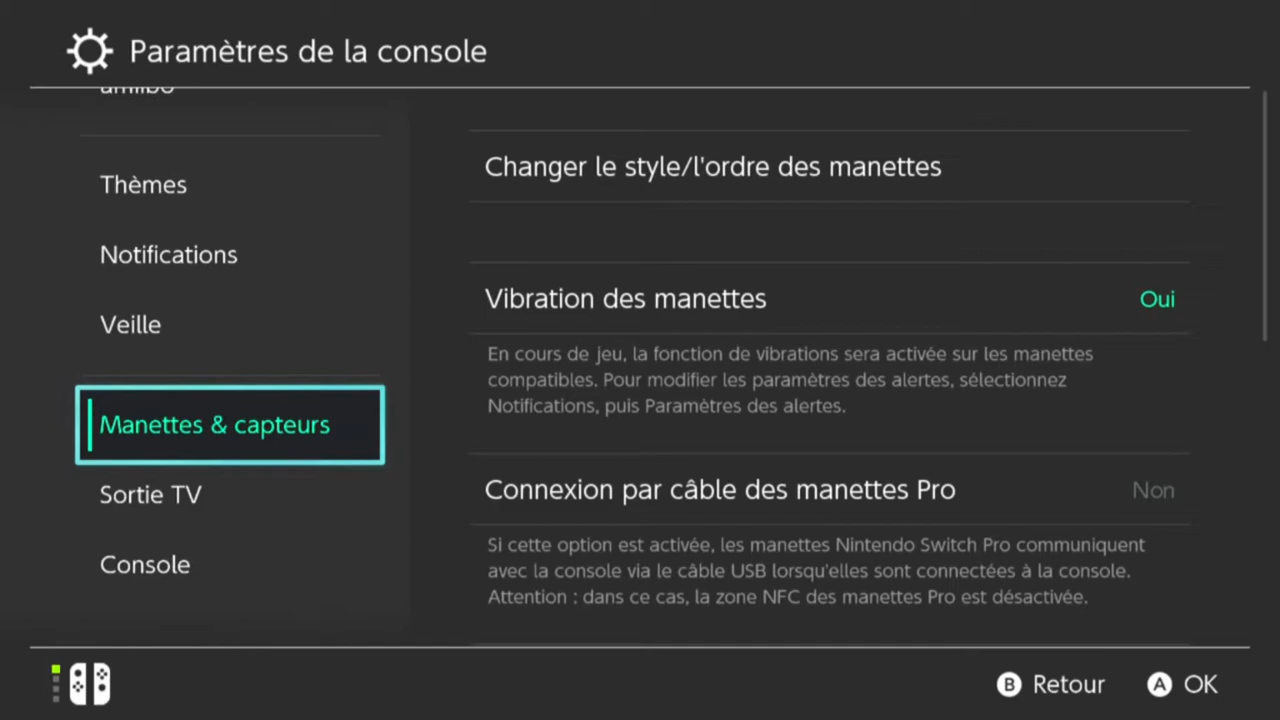 Paramètres de la console
amiibo
Thèmes
Notifications
Veille
Manettes & capteurs
Sortie TV
Console
Changer le style/l'ordre des manettes
Vibration des manettes
Oui
En cours de jeu, la fonction de vibrations sera activée sur les manettes
compatibles. Pour modifier les paramètres des alertes, sélectionnez
Notifications, puis Paramètres des alertes.
Connexion par câble des manettes Pro
Non
Si cette option est activée, les manettes Nintendo Switch Pro communiquent
avec la console via le câble USB lorsqu'elles sont connectées à la console.
Attention : dans ce cas, la zone NFC des manettes Pro est désactivée.
B Retour
A OK